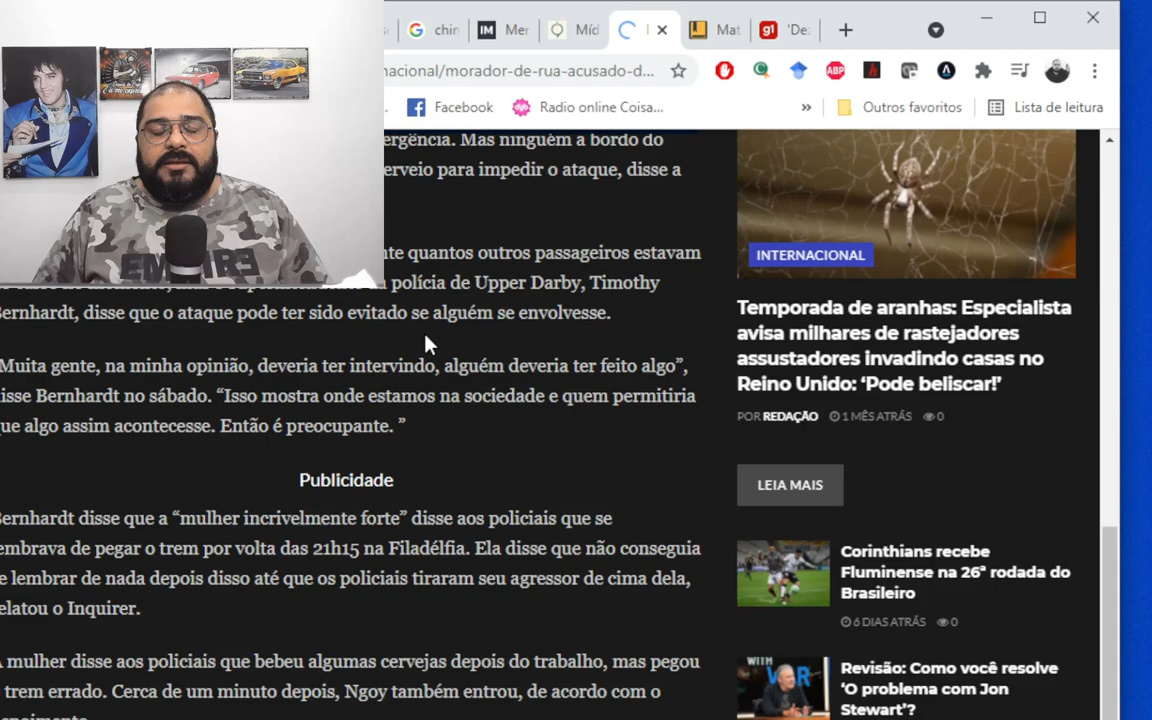 chin
Mer
Míd
Mat
g1
'De
nacional/morador-de-rua-acusado-d...
ABP
Facebook
Radio online Coisa...
»
Outros favoritos
Lista de leitura
ergência. Mas ninguém a bordo do
erveio para impedir o ataque, disse a
nte quantos outros passageiros estavam
polícia de Upper Darby, Timothy
ernhardt, disse que o ataque pode ter sido evitado se alguém se envolvesse.
Muita gente, na minha opinião, deveria ter intervindo, alguém deveria ter feito algo”,
isse Bernhardt no sábado. “Isso mostra onde estamos na sociedade e quem permitiria
ue algo assim acontecesse. Então é preocupante. ”
Publicidade
ernhardt disse que a “mulher incrivelmente forte” disse aos policiais que se
embrava de pegar o trem por volta das 21h15 na Filadélfia. Ela disse que não conseguia
e lembrar de nada depois disso até que os policiais tiraram seu agressor de cima dela,
elatou o Inquirer.
A mulher disse aos policiais que bebeu algumas cervejas depois do trabalho, mas pegou
trem errado. Cerca de um minuto depois, Ngoy também entrou, de acordo com o
INTERNACIONAL
Temporada de aranhas: Especialista
avisa milhares de rastejadores
assustadores invadindo casas no
Reino Unido: ‘Pode beliscar!’
POR REDAÇÃO 1 MÊS ATRÁS 0
LEIA MAIS
Corinthians recebe
Fluminense na 26ª rodada do
Brasileiro
6 DIAS ATRÁS 0
Revisão: Como você resolve
‘O problema com Jon
Stewart’?